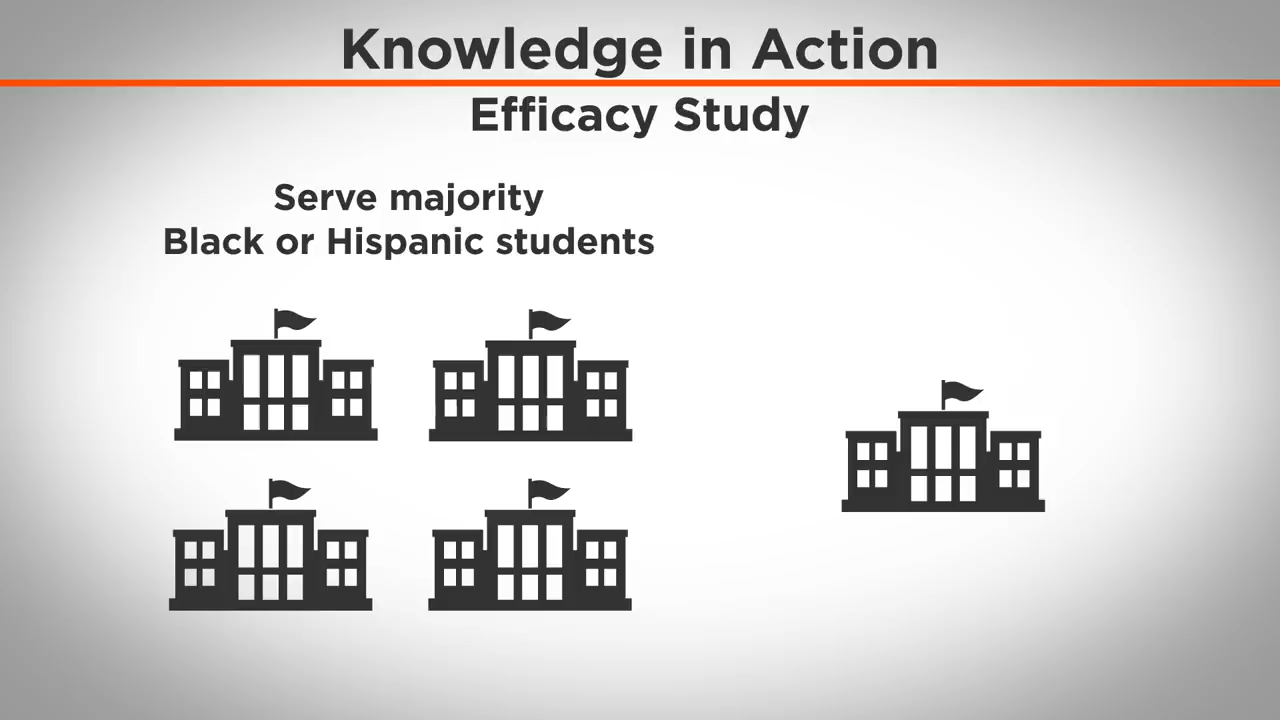 Knowledge in Action
Efficacy Study
Serve majority
Black or Hispanic students